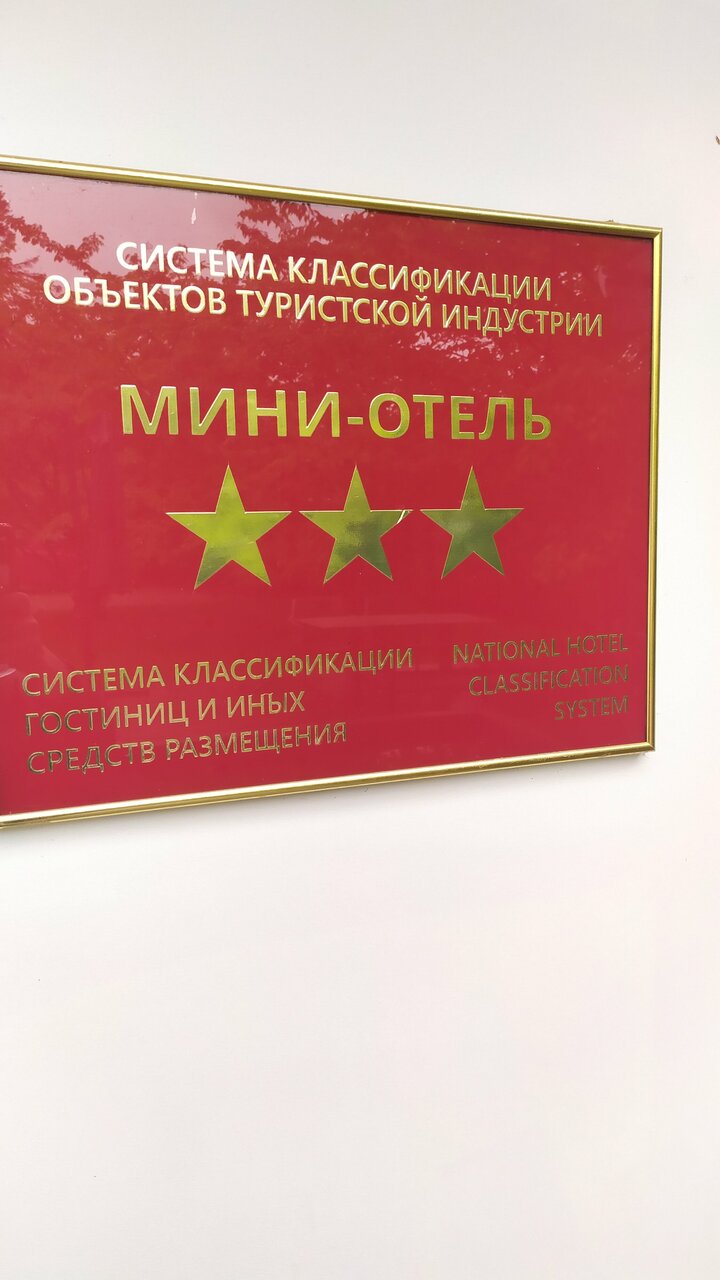 СИСТЕМА КЛАССИФИКАЦИИ
ОБЪЕКТОВ ТУРИСТСКОЙ ИНДУСТРИИ
МИНИ-ОТЕЛЬ
СИСТЕМА КЛАССИФИКАЦИИ
ГОСТИНИЦ И ИНЫХ
СРЕДСТВ РАЗМЕЩЕНИЯ
NATIONAL HOTEL
CLASSIFICATION
SYSTEM